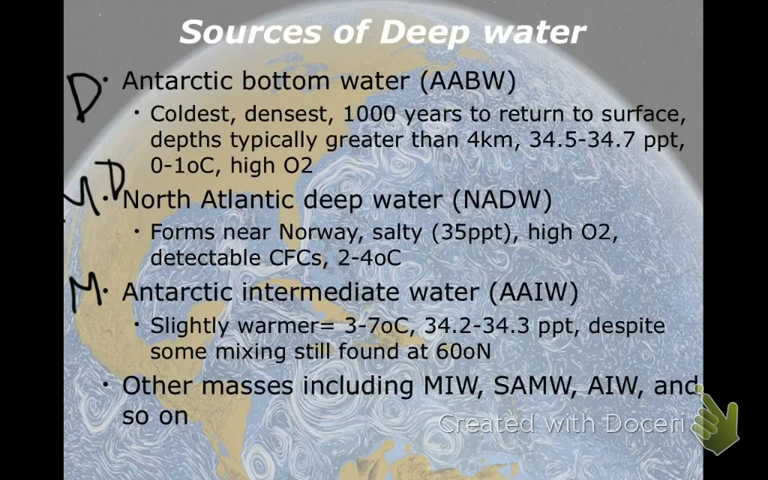 Sources of Deep water
D • Antarctic bottom water (AABW)
• Coldest, densest, 1000 years to return to surface,
depths typically greater than 4km, 34.5-34.7 ppt,
0-1oC, high O2
M D • North Atlantic deep water (NADW)
• Forms near Norway, salty (35ppt), high O2,
detectable CFCs, 2-4oC
M • Antarctic intermediate water (AAIW)
• Slightly warmer= 3-7oC, 34.2-34.3 ppt, despite
some mixing still found at 60oN
• Other masses including MIW, SAMW, AIW, and
so on
Created with Doceri